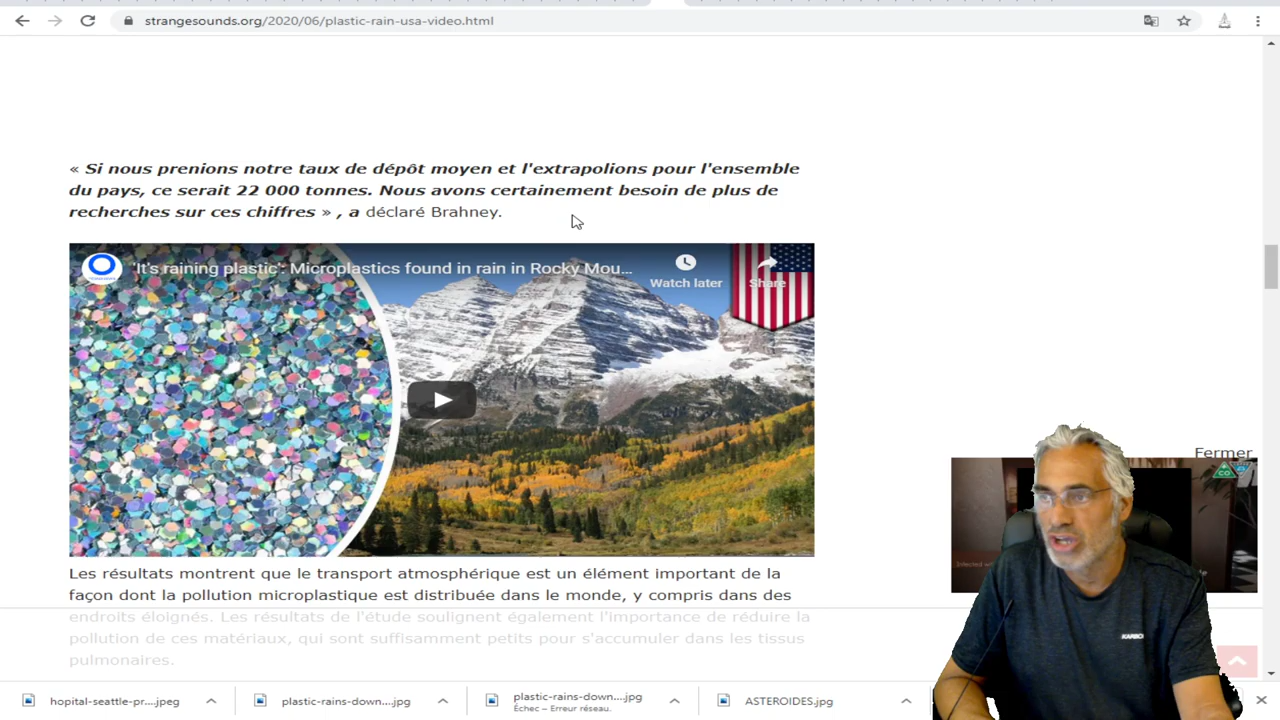 strangesounds.org/2020/06/plastic-rain-usa-video.html
« Si nous prenions notre taux de dépôt moyen et l'extrapolions pour l'ensemble
du pays, ce serait 22 000 tonnes. Nous avons certainement besoin de plus de
recherches sur ces chiffres » , a déclaré Brahney.
'It's raining plastic': Microplastics found in rain in Rocky Mou...
Watch later
Share
Fermer
Les résultats montrent que le transport atmosphérique est un élément important de la
façon dont la pollution microplastique est distribuée dans le monde, y compris dans des
endroits éloignés. Les résultats de l'étude soulignent également l'importance de réduire la
pollution de ces matériaux, qui sont suffisamment petits pour s'accumuler dans les tissus
pulmonaires.
hopital-seattle-pr....jpeg
plastic-rains-down....jpg
plastic-rains-down....jpg
Échec – Erreur réseau.
ASTEROIDES.jpg